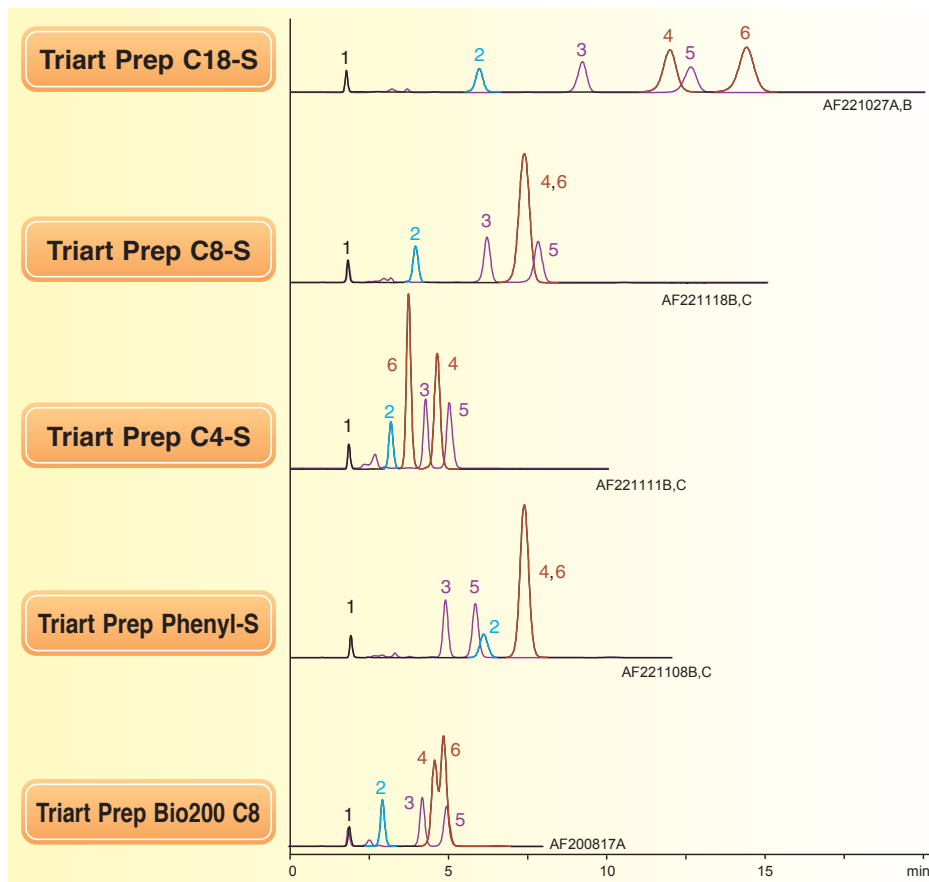 Triart Prep C18-S
1 2 3 4 5 6
AF221027A,B
Triart Prep C8-S
1 2 3 4,6 5
AF221118B,C
Triart Prep C4-S
1 2 6 3 4 5
AF221111B,C
Triart Prep Phenyl-S
1 3 5 2 4,6
AF221108B,C
Triart Prep Bio200 C8
1 2 3 4 6 5
AF200817A
0 5 10 15 min